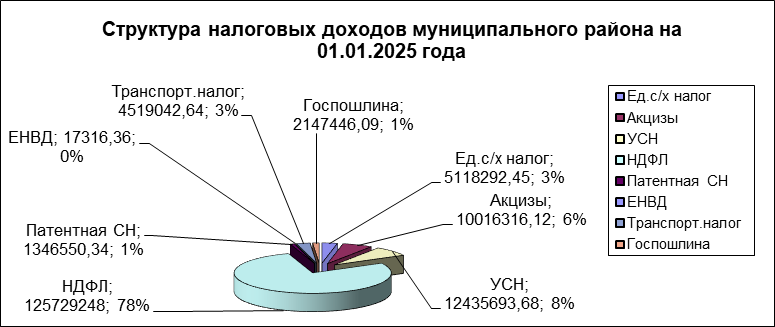 Структура налоговых доходов муниципального района на
01.01.2025 года
Транспорт.налог;
4519042,64; 3%
Госпошлина;
2147446,09; 1%
ЕНВД; 17316,36;
0%
Ед.с/х налог;
5118292,45; 3%
Акцизы;
10016316,12; 6%
Патентная СН;
1346550,34; 1%
НДФЛ;
125729248; 78%
УСН;
12435693,68; 8%
Ед.с/х налог
Акцизы
УСН
НДФЛ
Патентная СН
ЕНВД
Транспорт.налог
Госпошлина